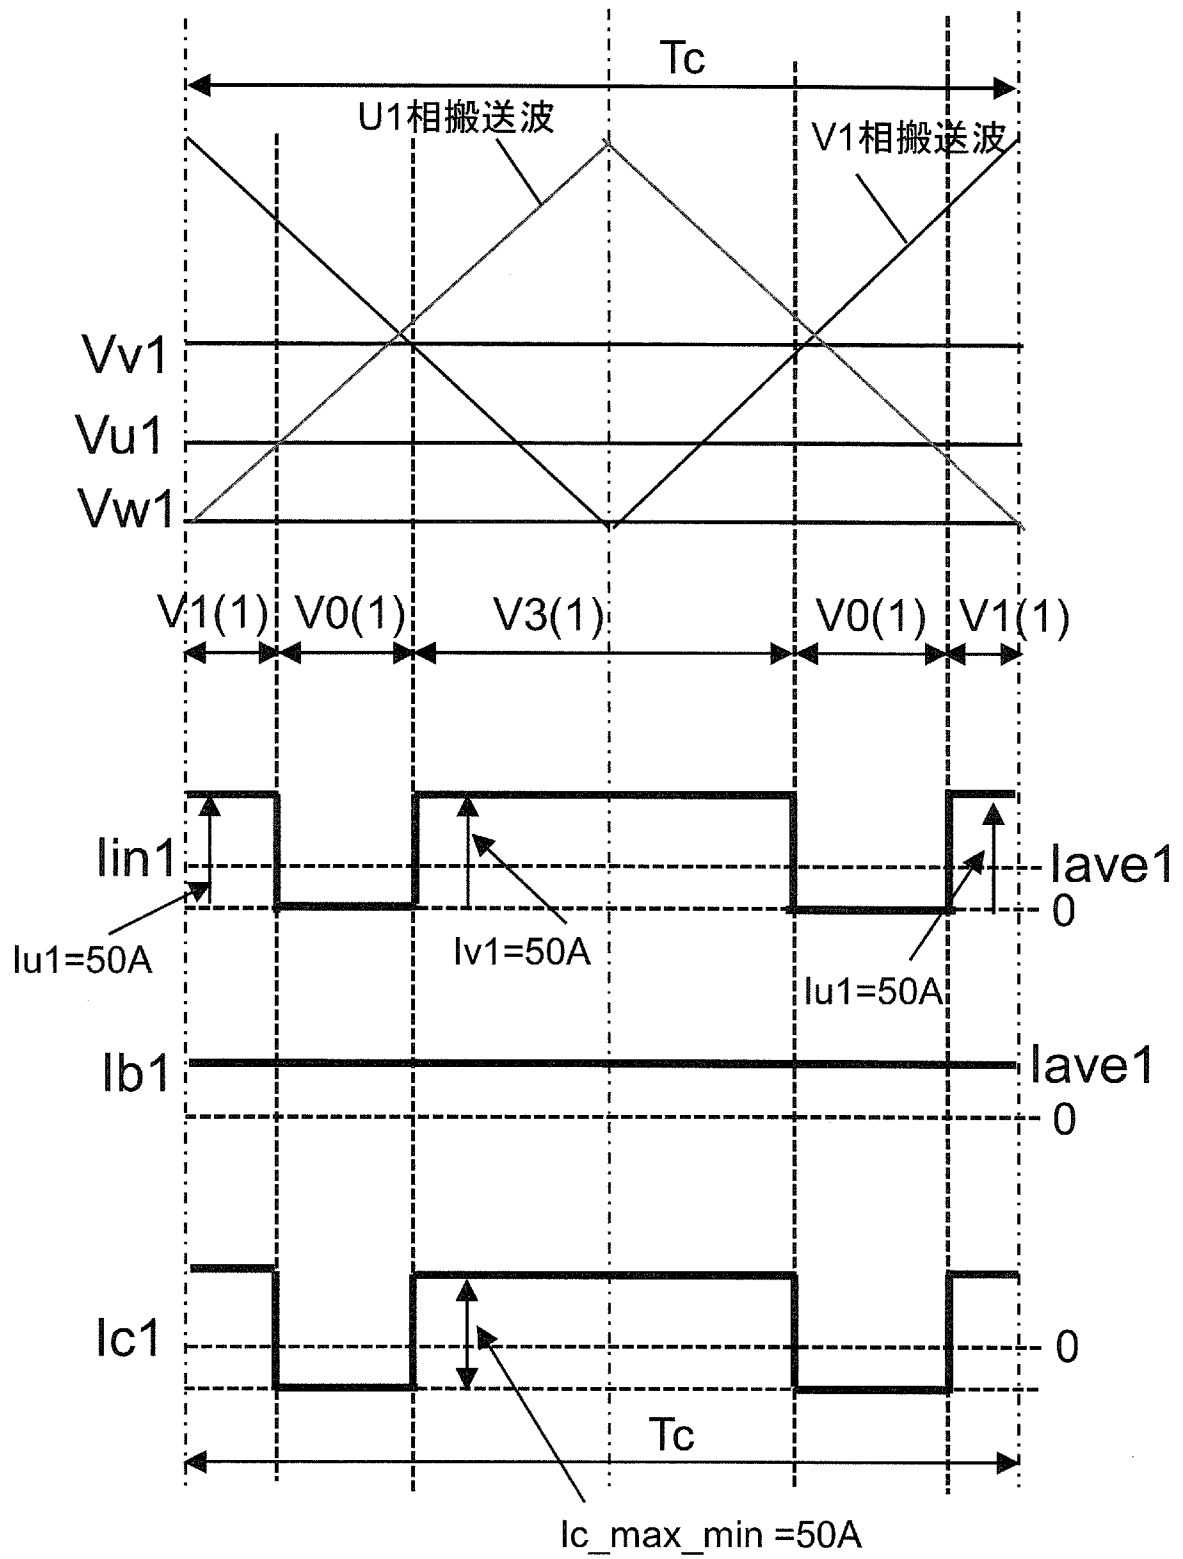 Tc
U1相搬送波
V1相搬送波
Vv1
Vu1
Vw1
V1(1) V0(1) V3(1) V0(1) V1(1)
Iin1
Iave1
0
Iu1=50A
Iv1=50A
Iu1=50A
Ib1
Iave1
0
Ic1
0
Tc
Ic_max_min =50A